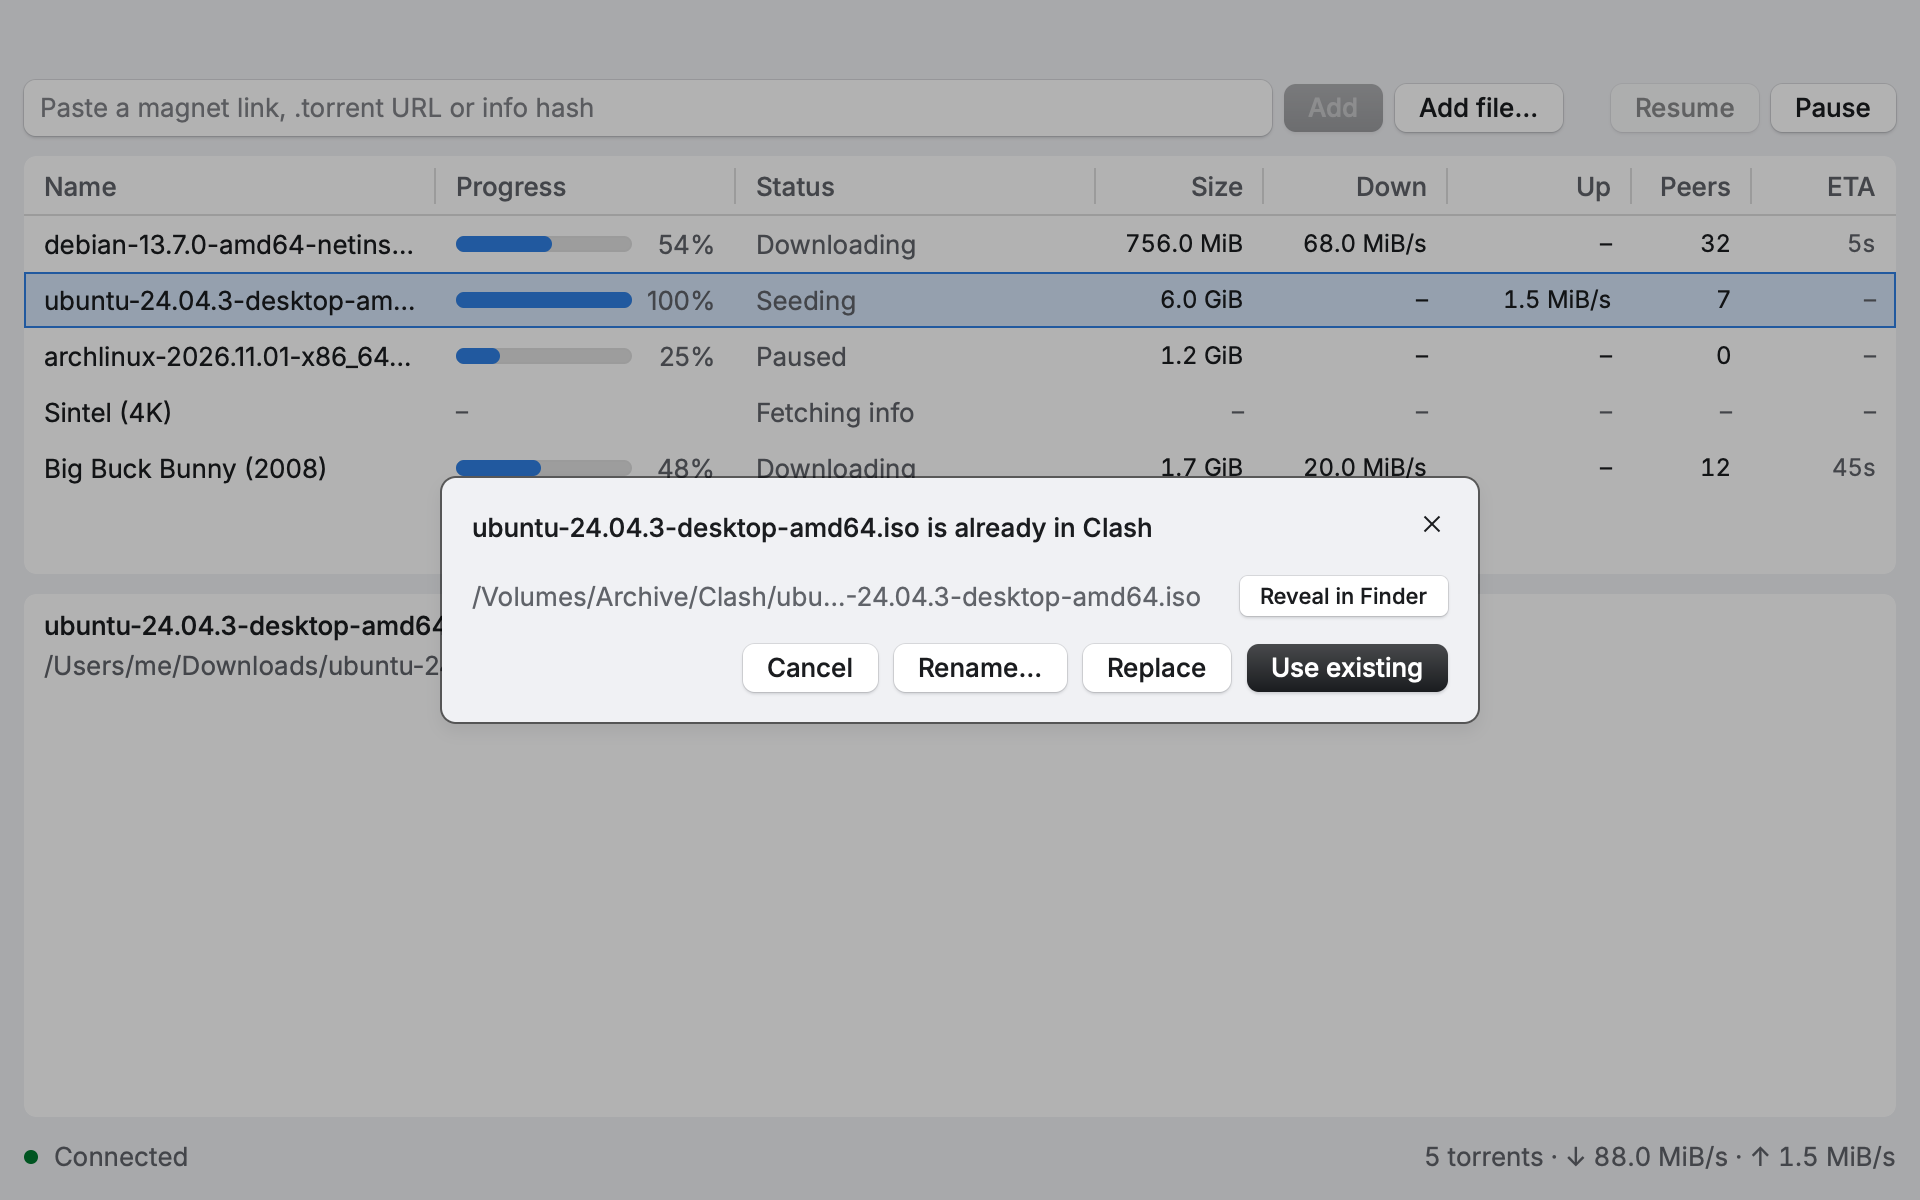 Paste a magnet link, .torrent URL or info hash Add Add file... Resume Pause
Name Progress Status Size Down Up Peers ETA
debian-13.7.0-amd64-netins... 54% Downloading 756.0 MiB 68.0 MiB/s – 32 5s
ubuntu-24.04.3-desktop-am... 100% Seeding 6.0 GiB – 1.5 MiB/s 7 –
archlinux-2026.11.01-x86_64... 25% Paused 1.2 GiB – – 0 –
Sintel (4K) – Fetching info – – – – –
Big Buck Bunny (2008) 48% Downloading 1.7 GiB 20.0 MiB/s – 12 45s
ubuntu-24.04.3-desktop-amd64.iso is already in Clash
/Volumes/Archive/Clash/ubu...-24.04.3-desktop-amd64.iso Reveal in Finder
Cancel Rename... Replace Use existing
ubuntu-24.04.3-desktop-amd64
/Users/me/Downloads/ubuntu-2
Connected 5 torrents · ↓ 88.0 MiB/s · ↑ 1.5 MiB/s